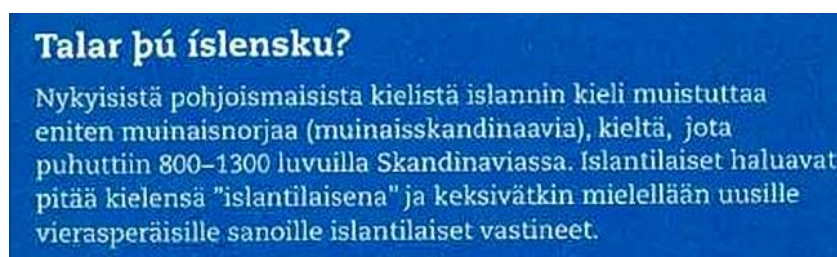 Talar þú íslensku?
Nykyisistä pohjoismaisista kielistä islannin kieli muistuttaa
eniten muinaisnorjaa (muinaisskandinaavia), kieltä, jota
puhuttiin 800–1300 luvuilla Skandinaviassa. Islantilaiset haluavat
pitää kielensä "islantilaisena" ja keksivätkin mielellään uusille
vierasperäisille sanoille islantilaiset vastineet.